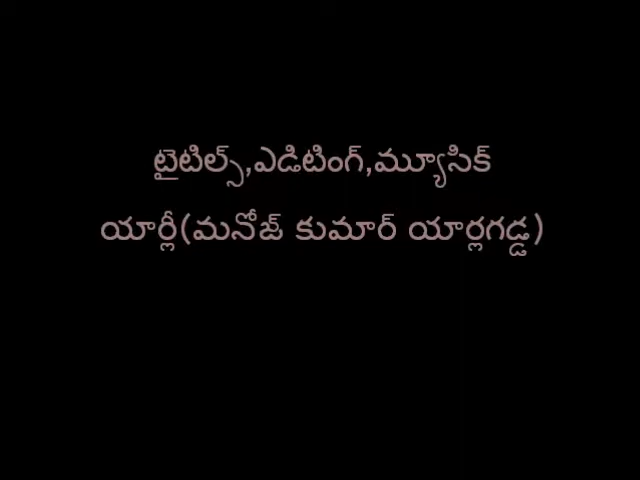 టైటిల్స్,ఎడిటింగ్,మ్యూసిక్
యార్లీ(మనోజ్ కుమార్ యార్లగడ్డ)